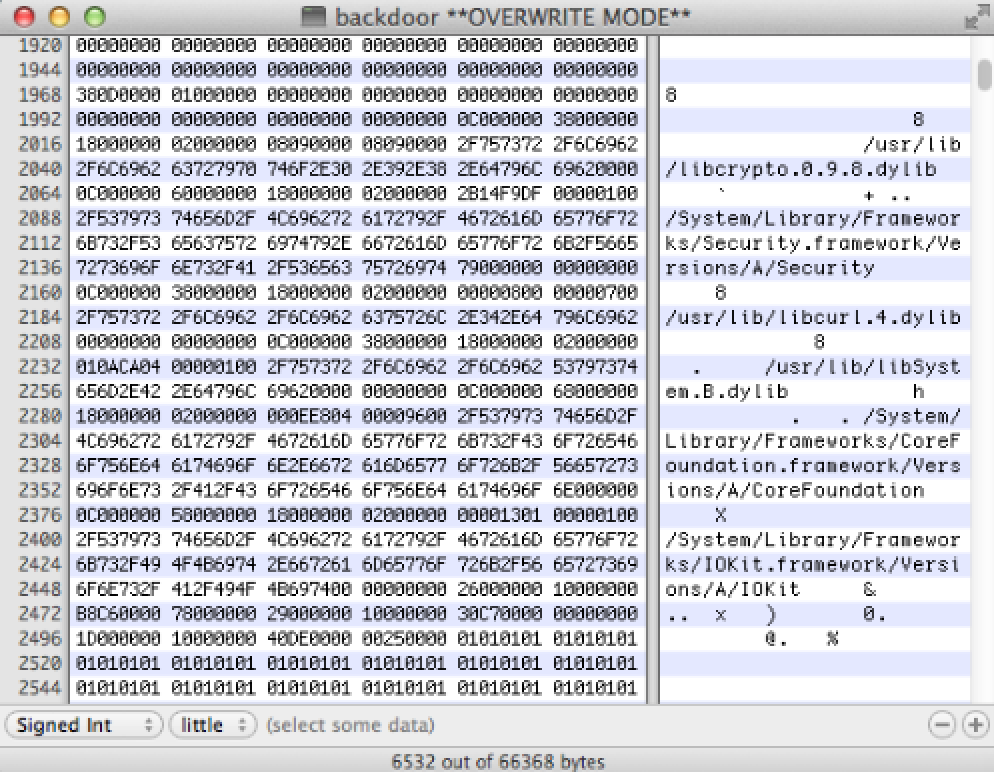 backdoor **OVERWRITE MODE**
1920 00000000 00000000 00000000 00000000 00000000 00000000
1944 00000000 00000000 00000000 00000000 00000000 00000000
1968 380D0000 01000000 00000000 00000000 00000000 00000000 8
1992 00000000 00000000 00000000 00000000 0C000000 38000000 8
2016 18000000 02000000 08090000 08090000 2F757372 2F6C6962 /usr/lib
2040 2F6C6962 63727970 746F2E30 2E392E38 2E64796C 69620000 /libcrypto.0.9.8.dylib
2064 0C000000 60000000 18000000 02000000 2B14F9DF 00000100 ` + ..
2088 2F537973 74656D2F 4C696272 6172792F 4672616D 65776F72 /System/Library/Framewor
2112 6B732F53 65637572 6974792E 6672616D 65776F72 6B2F5665 ks/Security.framework/Ve
2136 7273696F 6E732F41 2F536563 75726974 79000000 00000000 rsions/A/Security
2160 0C000000 38000000 18000000 02000000 00000800 00000700 8
2184 2F757372 2F6C6962 2F6C6962 6375726C 2E342E64 796C6962 /usr/lib/libcurl.4.dylib
2208 00000000 00000000 0C000000 38000000 18000000 02000000 8
2232 010ACA04 00000100 2F757372 2F6C6962 2F6C6962 53797374 . /usr/lib/libSyst
2256 656D2E42 2E64796C 69620000 00000000 0C000000 68000000 em.B.dylib h
2280 18000000 02000000 000EE804 00009600 2F537973 74656D2F . . /System/
2304 4C696272 6172792F 4672616D 65776F72 6B732F43 6F726546 Library/Frameworks/CoreF
2328 6F756E64 6174696F 6E2E6672 616D6577 6F726B2F 56657273 oundation.framework/Vers
2352 696F6E73 2F412F43 6F726546 6F756E64 6174696F 6E000000 ions/A/CoreFoundation
2376 0C000000 58000000 18000000 02000000 00001301 00000100 X
2400 2F537973 74656D2F 4C696272 6172792F 4672616D 65776F72 /System/Library/Framewor
2424 6B732F49 4F4B6974 2E667261 6D65776F 726B2F56 65727369 ks/IOKit.framework/Versi
2448 6F6E732F 412F494F 4B697400 00000000 26000000 10000000 ons/A/IOKit &
2472 B8C60000 78000000 29000000 10000000 30C70000 00000000 .. x ) 0.
2496 1D000000 10000000 40DE0000 00250000 01010101 01010101 @. %
2520 01010101 01010101 01010101 01010101 01010101 01010101
2544 01010101 01010101 01010101 01010101 01010101 01010101
Signed Int little (select some data)
6532 out of 66368 bytes